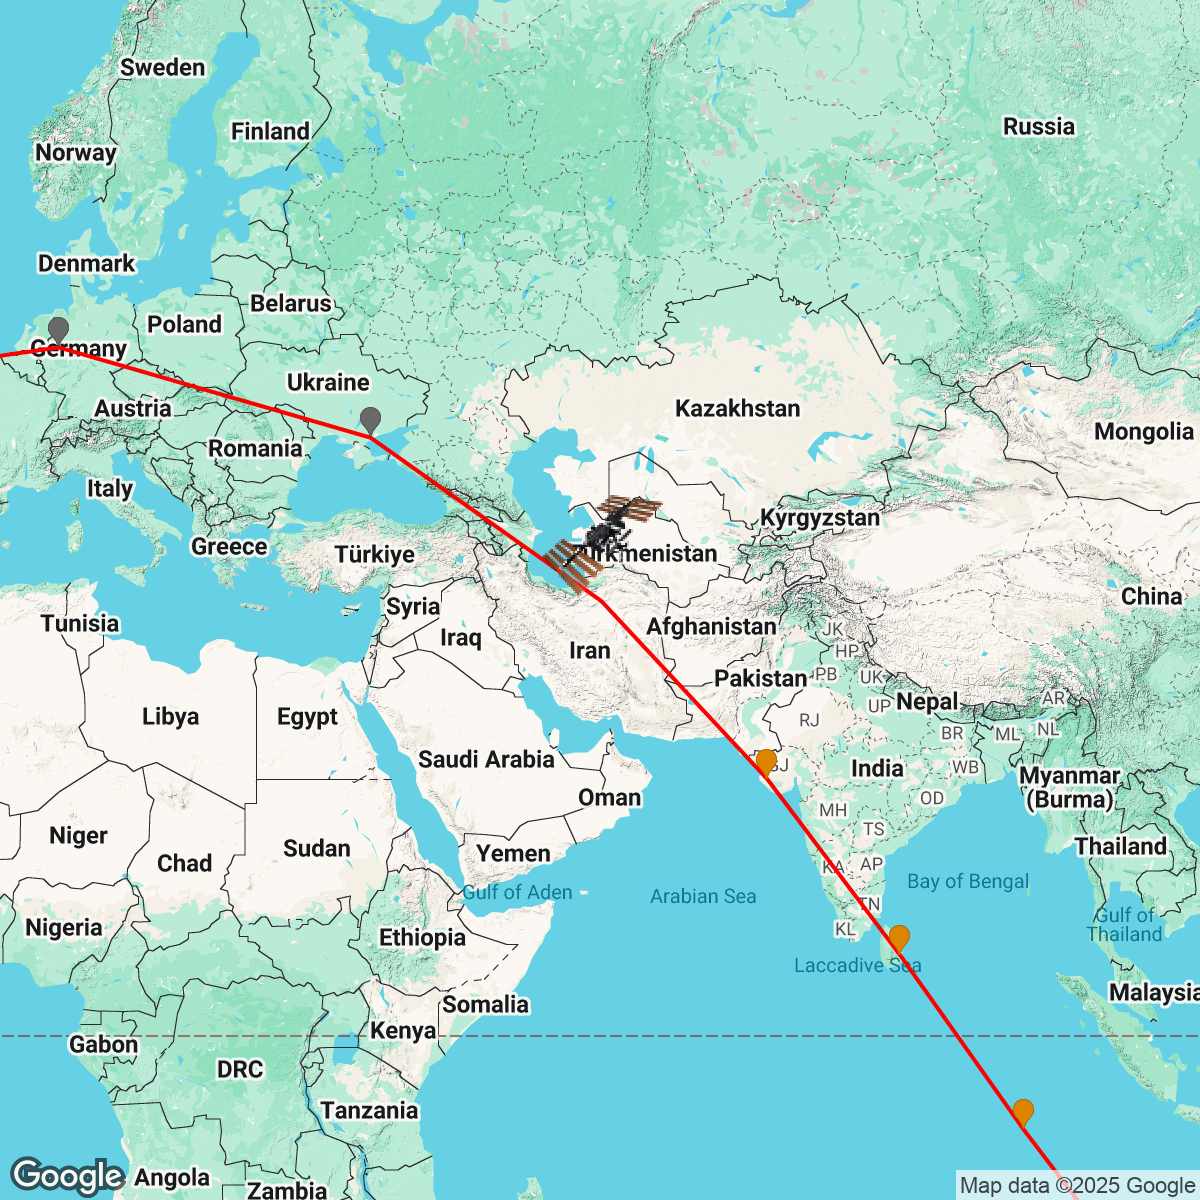 Sweden
Finland
Norway
Russia
Denmark
Belarus
Poland
Germany
Ukraine
Austria
Kazakhstan
Mongolia
Romania
Italy
Kyrgyzstan
Greece
Türkiye
Turkmenistan
Syria
China
Tunisia
Iraq
Afghanistan
JK
HP
Iran
Pakistan
PB
UK
Nepal
AR
UP
Libya
Egypt
RJ
BR
ML
NL
Saudi Arabia
GJ
India
WB
Myanmar
(Burma)
Oman
OD
MH
Niger
Chad
Sudan
TS
Thailand
Yemen
KA
AP
Gulf of Aden
Arabian Sea
Bay of Bengal
TN
Nigeria
Ethiopia
KL
Gulf of
Thailand
Laccadive Sea
Somalia
Malaysia
Gabon
Kenya
DRC
Tanzania
Angola
Zambia
Google
Map data ©2025 Google